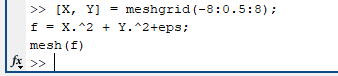 >> [X, Y] = meshgrid(-8:0.5:8);
f = X.^2 + Y.^2+eps;
mesh(f)
fx >>